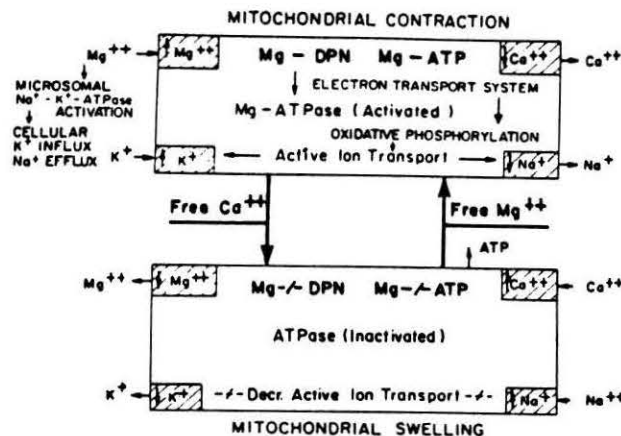 MITOCHONDRIAL CONTRACTION
Mg++ → ↑ Mg++ Mg - DPN Mg - ATP ↓ Ca++ → Ca++
MICROSOMAL
Na+ - K+ - ATPase
ACTIVATION
ELECTRON TRANSPORT SYSTEM
Mg-ATPase (Activated)
CELLULAR
K+ INFLUX
Na+ EFFLUX
OXIDATIVE PHOSPHORYLATION
K+ → ↑ K+ ← Active Ion Transport → ↓ Na+ → Na+
Free Ca++ Free Mg++
ATP
Mg++ ← ↓ Mg++ Mg-/-DPN Mg-/-ATP ↑ Ca++ ← Ca++
ATPase (Inactivated)
K+ ← ↓ K+ -/- Decr. Active Ion Transport -/- ↑ Na+ ← Na++
MITOCHONDRIAL SWELLING